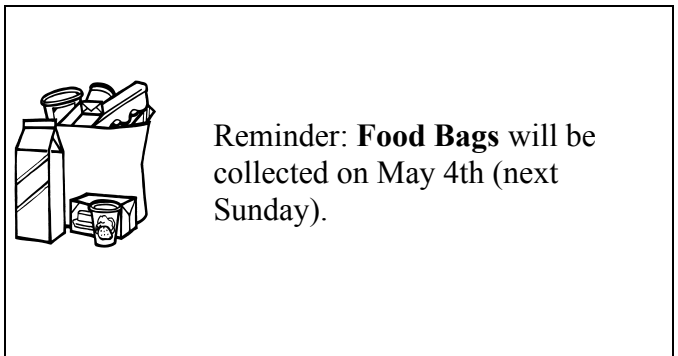 Reminder: Food Bags will be
collected on May 4th (next
Sunday).